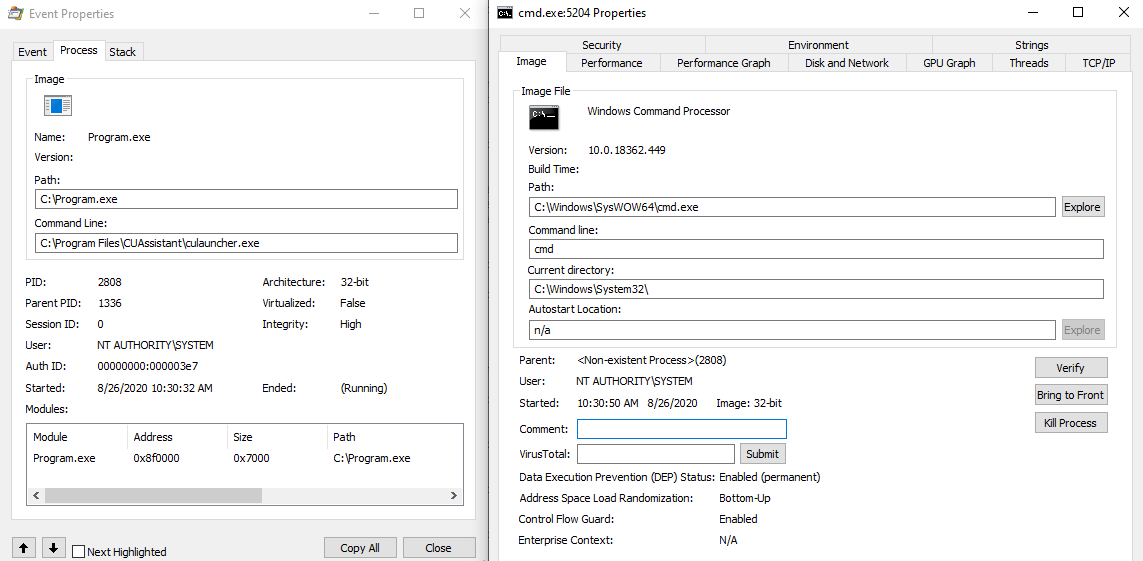 Event Properties
Event Process Stack
Image
Name: Program.exe
Version:
Path:
C:\Program.exe
Command Line:
C:\Program Files\CUAssistant\culauncher.exe
PID: 2808 Architecture: 32-bit
Parent PID: 1336 Virtualized: False
Session ID: 0 Integrity: High
User: NT AUTHORITY\SYSTEM
Auth ID: 00000000:000003e7
Started: 8/26/2020 10:30:32 AM Ended: (Running)
Modules:
Module Address Size Path
Program.exe 0x8f0000 0x7000 C:\Program.exe
Next Highlighted Copy All Close
cmd.exe:5204 Properties
Security Environment Strings
Image Performance Performance Graph Disk and Network GPU Graph Threads TCP/IP
Image File
C:\._
Windows Command Processor
Version: 10.0.18362.449
Build Time:
Path:
C:\Windows\SysWOW64\cmd.exe Explore
Command line:
cmd
Current directory:
C:\Windows\System32\
Autostart Location:
n/a Explore
Parent: <Non-existent Process>(2808) Verify
User: NT AUTHORITY\SYSTEM Bring to Front
Started: 10:30:50 AM 8/26/2020 Image: 32-bit
Comment: Kill Process
VirusTotal: Submit
Data Execution Prevention (DEP) Status: Enabled (permanent)
Address Space Load Randomization: Bottom-Up
Control Flow Guard: Enabled
Enterprise Context: N/A